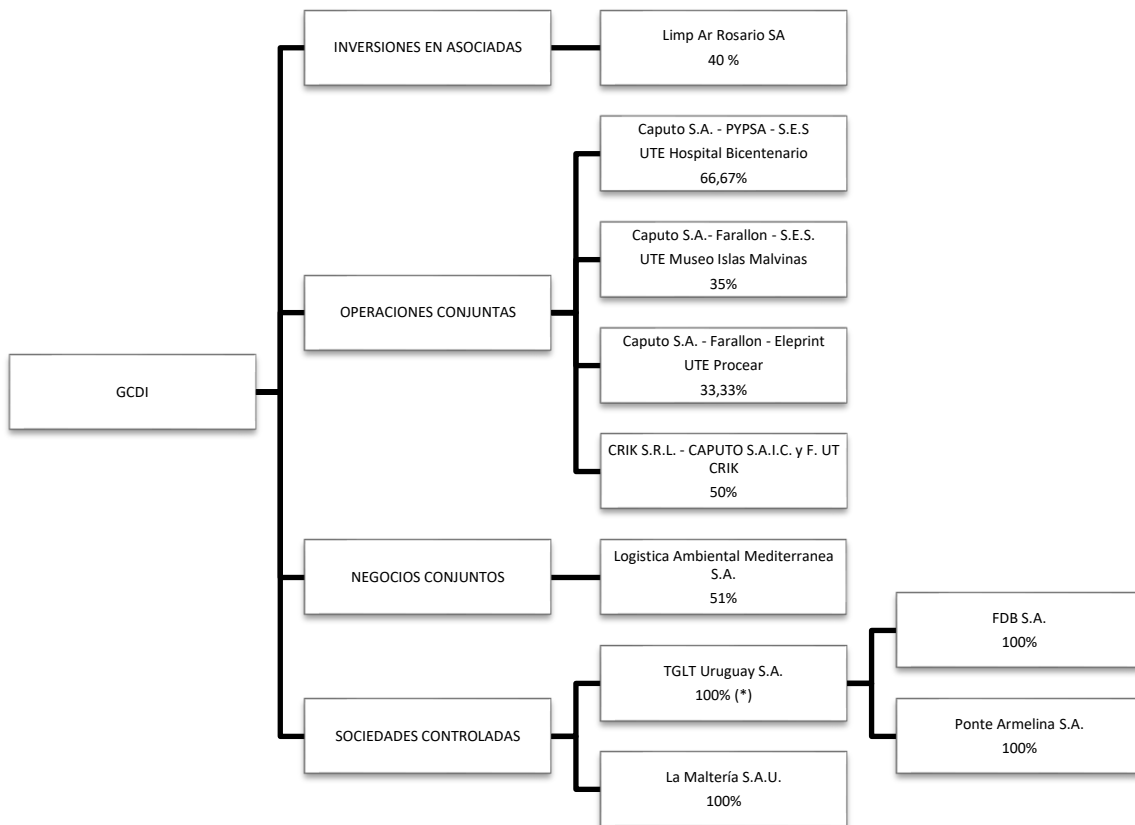 GCDI
INVERSIONES EN ASOCIADAS
Limp Ar Rosario SA
40 %
OPERACIONES CONJUNTAS
Caputo S.A. - PYPSA - S.E.S
UTE Hospital Bicentenario
66,67%
Caputo S.A.- Farallon - S.E.S.
UTE Museo Islas Malvinas
35%
Caputo S.A. - Farallon - Eleprint
UTE Procear
33,33%
CRIK S.R.L. - CAPUTO S.A.I.C. y F. UT
CRIK
50%
NEGOCIOS CONJUNTOS
Logistica Ambiental Mediterranea
S.A.
51%
SOCIEDADES CONTROLADAS
TGLT Uruguay S.A.
100% (*)
FDB S.A.
100%
Ponte Armelina S.A.
100%
La Maltería S.A.U.
100%